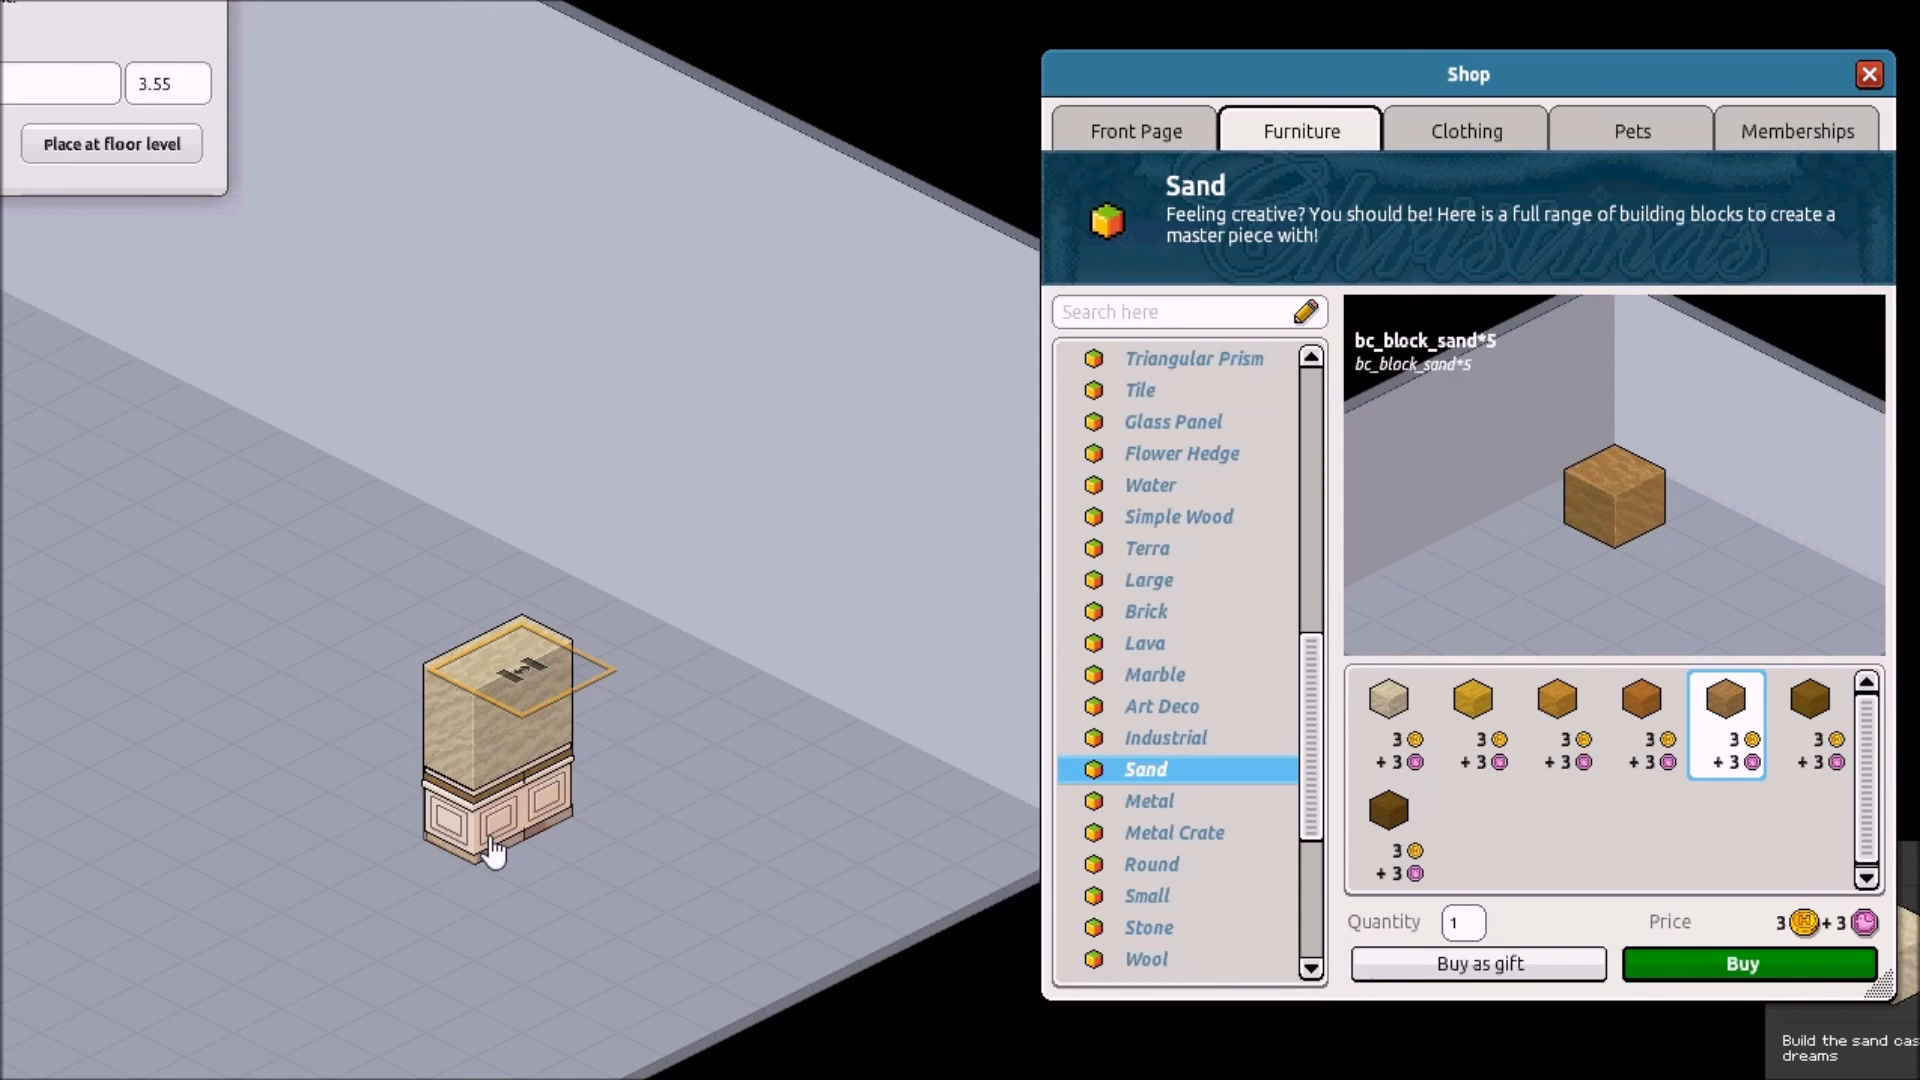 3.55
Place at floor level
Shop
Front Page
Furniture
Clothing
Pets
Memberships
Sand
Feeling creative? You should be! Here is a full range of building blocks to create a
master piece with!
Search here
Triangular Prism
Tile
Glass Panel
Flower Hedge
Water
Simple Wood
Terra
Large
Brick
Lava
Marble
Art Deco
Industrial
Sand
Metal
Metal Crate
Round
Small
Stone
Wool
bc_block_sand*5
bc_block_sand*5
3 3 3 3 3 3
+ 3 + 3 + 3 + 3 + 3 + 3
3
+ 3
Quantity 1 Price 3 + 3
Buy as gift
Buy
Build the sand cas
dreams